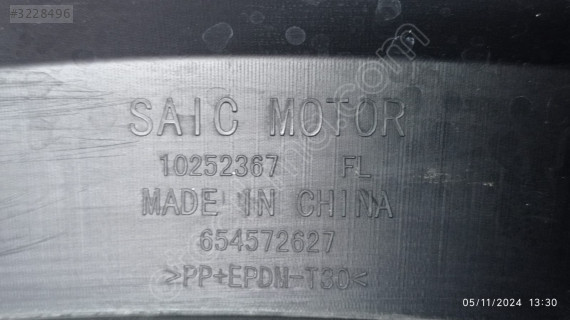 #3228496
SAIC MOTOR
10252367 FL
MADE IN CHINA
654572627
>PP+EPDM-T30<
05/11/2024 13:30